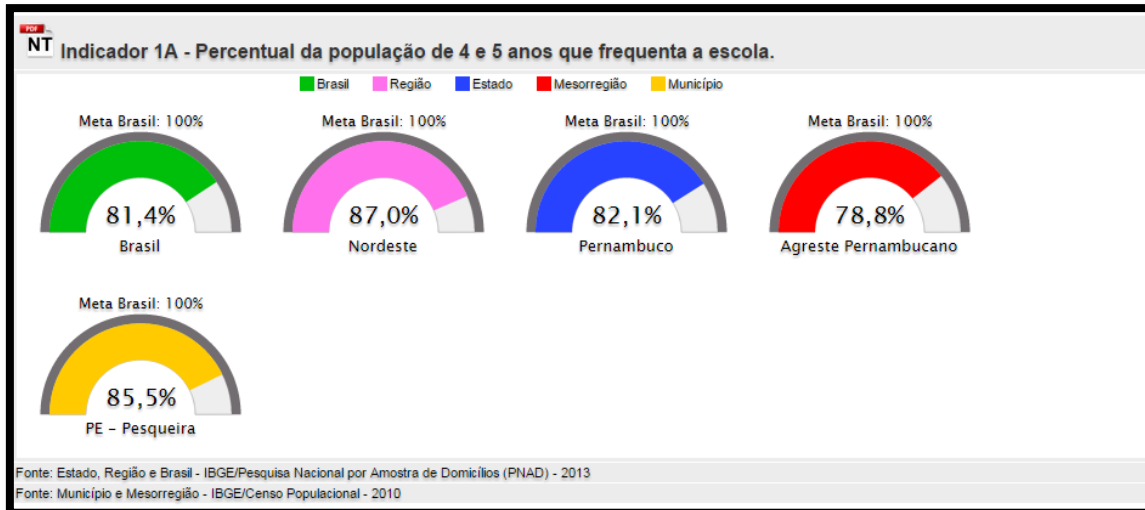 PDF
NT Indicador 1A - Percentual da população de 4 e 5 anos que frequenta a escola.
Brasil Região Estado Mesorregião Município
Meta Brasil: 100% Meta Brasil: 100% Meta Brasil: 100% Meta Brasil: 100%
81,4% 87,0% 82,1% 78,8%
Brasil Nordeste Pernambuco Agreste Pernambucano
Meta Brasil: 100%
85,5%
PE - Pesqueira
Fonte: Estado, Região e Brasil - IBGE/Pesquisa Nacional por Amostra de Domicílios (PNAD) - 2013
Fonte: Município e Mesorregião - IBGE/Censo Populacional - 2010